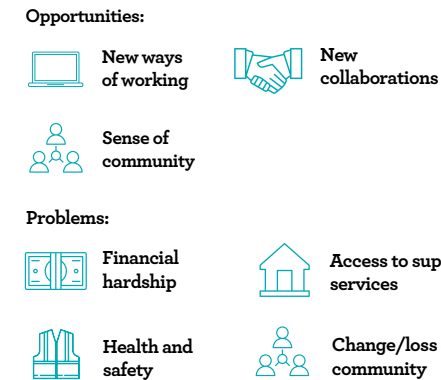 Opportunities:
New ways
of working
New
collaborations
Sense of
community
Problems:
Financial
hardship
Access to
services
Health and
safety
Change/loss
community